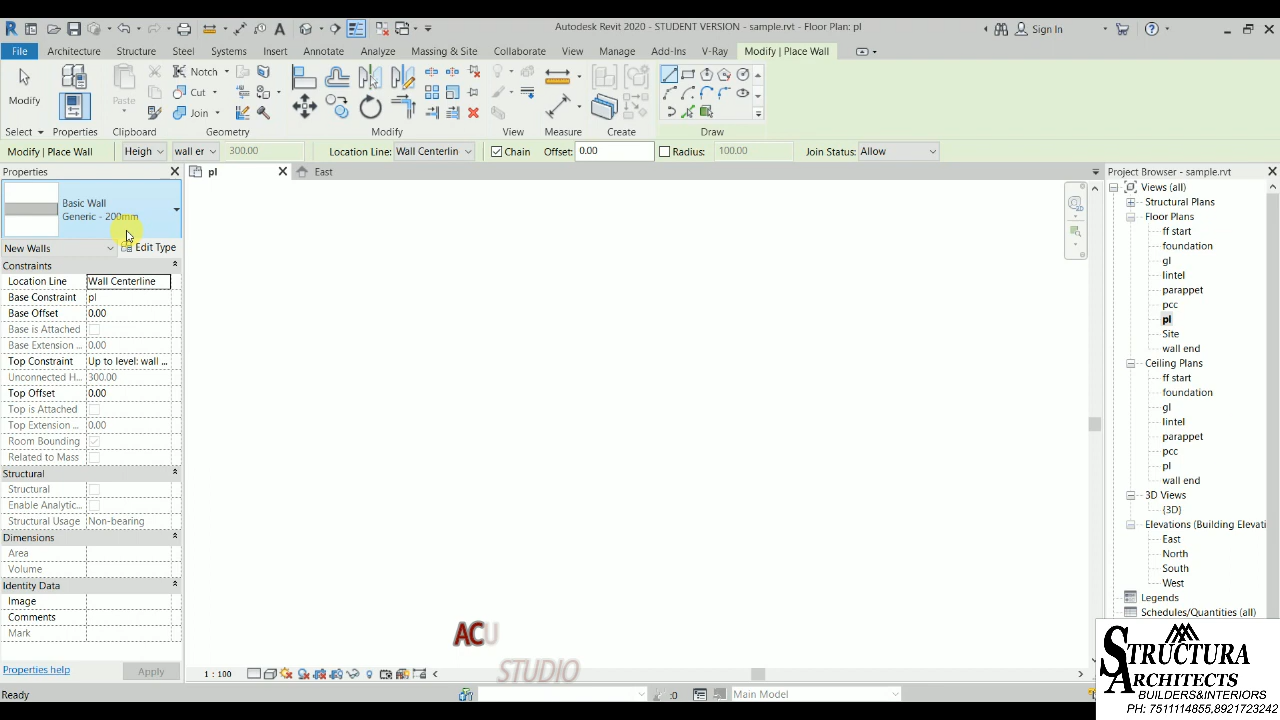 Autodesk Revit 2020 - STUDENT VERSION - sample.rvt - Floor Plan: pl
Sign In
File Architecture Structure Steel Systems Insert Annotate Analyze Massing & Site Collaborate View Manage Add-Ins V-Ray Modify | Place Wall
Modify
Paste
Notch
Cut
Join
Select Properties Clipboard Geometry Modify View Measure Create Draw
Modify | Place Wall Heigh wall er 300.00 Location Line: Wall Centerlin Chain Offset: 0.00 Radius: 100.00 Join Status: Allow
Properties
pl
East
Project Browser - sample.rvt
Basic Wall
Generic - 200mm
New Walls
Edit Type
Constraints
Location Line Wall Centerline
Base Constraint pl
Base Offset 0.00
Base is Attached
Base Extension ... 0.00
Top Constraint Up to level: wall ...
Unconnected H... 300.00
Top Offset 0.00
Top is Attached
Top Extension ... 0.00
Room Bounding
Related to Mass
Structural
Structural
Enable Analytic...
Structural Usage Non-bearing
Dimensions
Area
Volume
Identity Data
Image
Comments
Mark
Properties help
Apply
Views (all)
Structural Plans
Floor Plans
ff start
foundation
gl
lintel
parappet
pcc
pl
Site
wall end
Ceiling Plans
ff start
foundation
gl
lintel
parappet
pcc
pl
wall end
3D Views
{3D}
Elevations (Building Elevati
East
North
South
West
Legends
Schedules/Quantities (all)
ACU
STUDIO
1 : 100
Ready
:0
Main Model
STRUCTURA
ARCHITECTS
BUILDERS&INTERIORS
PH: 7511114855,8921723242